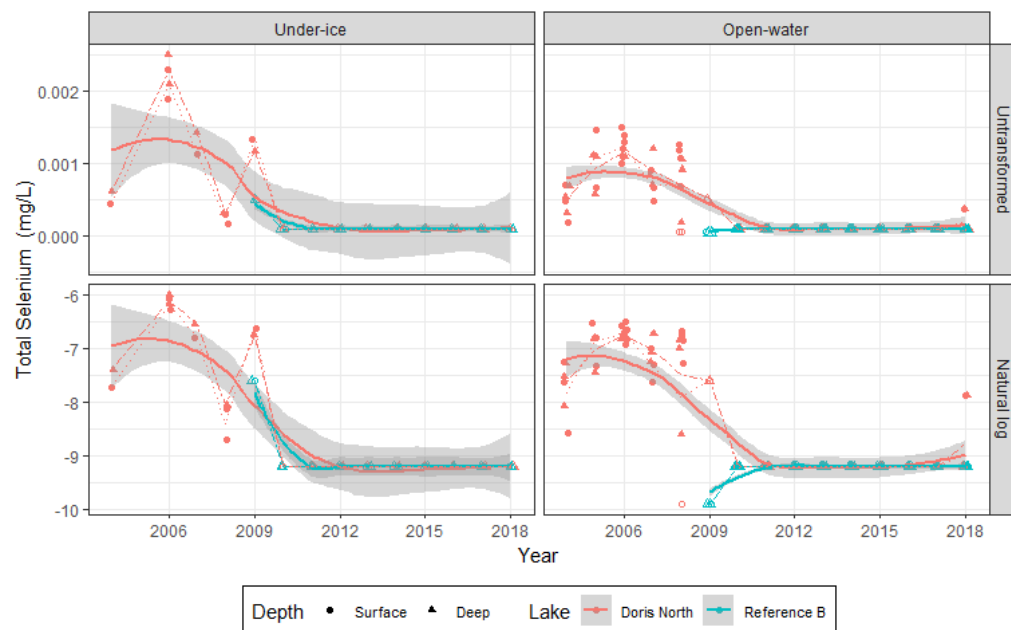 Under-ice
Open-water
Total Selenium (mg/L)
0.002
0.001
0.000
Untransformed
-6
-7
-8
-9
-10
Natural log
2006 2009 2012 2015 2018
2006 2009 2012 2015 2018
Year
Depth Surface Deep Lake Doris North Reference B